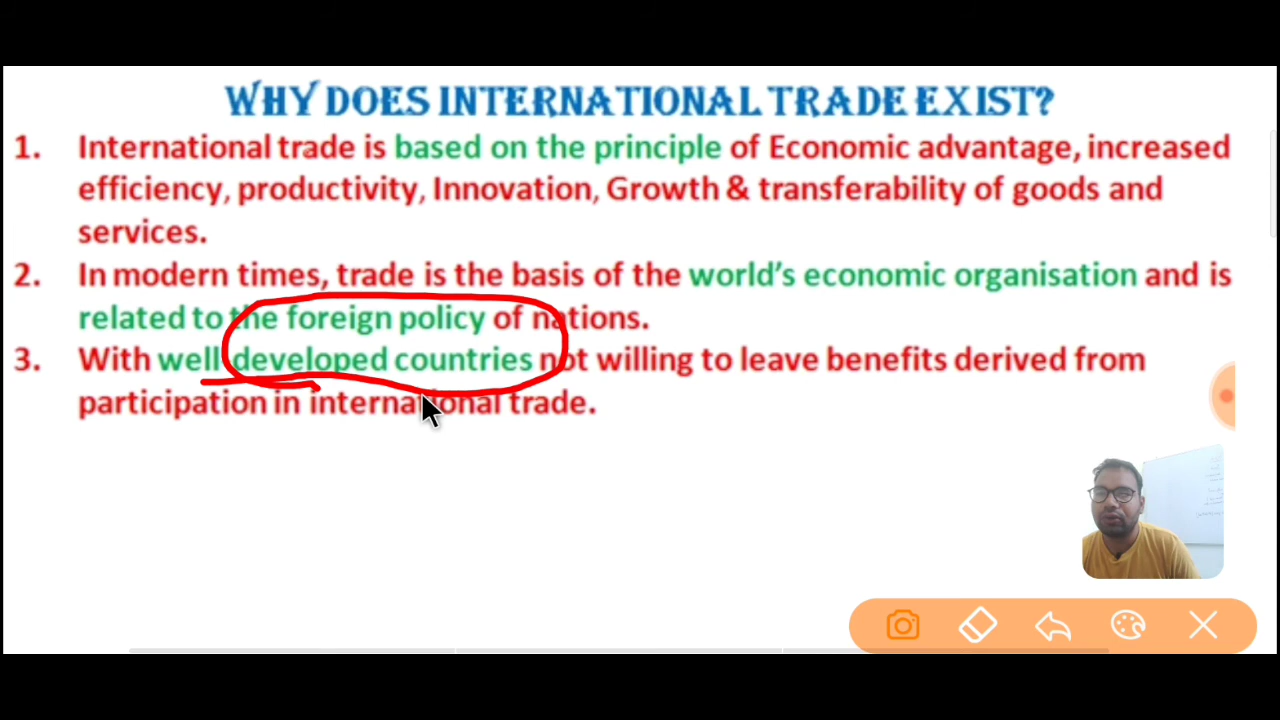 WHY DOES INTERNATIONAL TRADE EXIST?
1. International trade is based on the principle of Economic advantage, increased
efficiency, productivity, Innovation, Growth & transferability of goods and
services.
2. In modern times, trade is the basis of the world's economic organisation and is
related to the foreign policy of nations.
3. With well developed countries not willing to leave benefits derived from
participation in international trade.